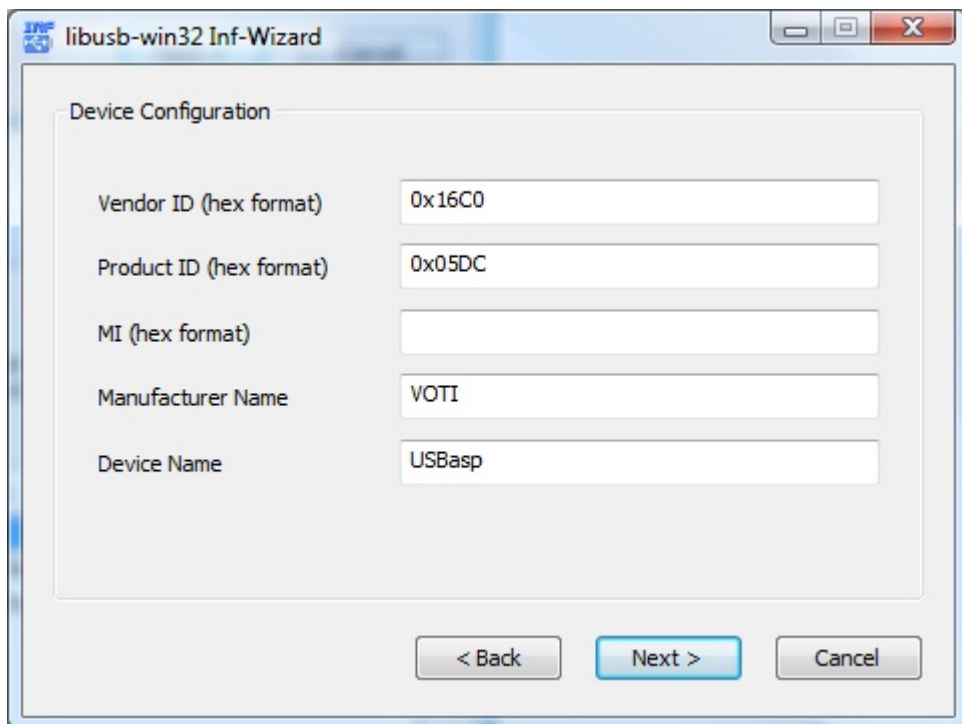 INF
libusb-win32 Inf-Wizard
Device Configuration
Vendor ID (hex format) 0x16C0
Product ID (hex format) 0x05DC
MI (hex format)
Manufacturer Name VOTI
Device Name USBasp
< Back Next > Cancel